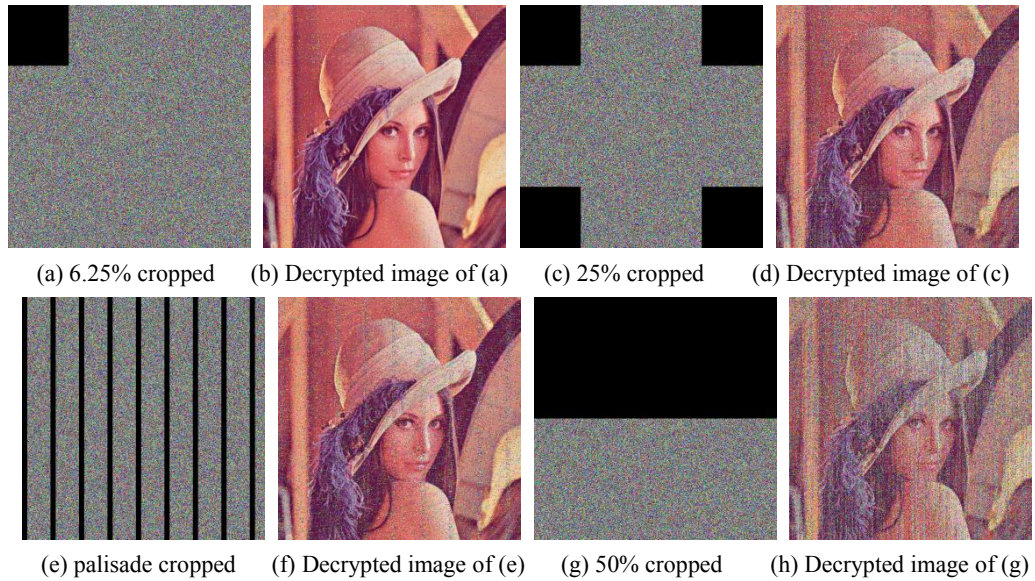 (a) 6.25% cropped (b) Decrypted image of (a) (c) 25% cropped (d) Decrypted image of (c)
(e) palisade cropped (f) Decrypted image of (e) (g) 50% cropped (h) Decrypted image of (g)